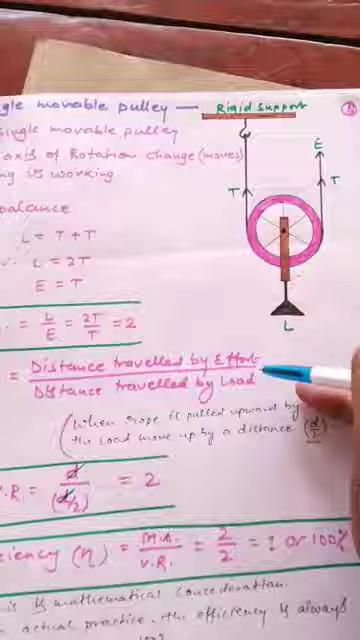 gle movable pulley — Rigid Support
single movable pulley
axis of Rotation change (moves)
ng its working
balance
L = T + T
L = 2T
E = T
E
T
T
L
= L/E = 2T/T = 2
= Distance travelled by Effort
Distance travelled by Load
(When rope is pulled upward by
the load move up by a distance (d/2)
V.R. = d/(d/2) = 2
ciency (η) = M.A./V.R. = 2/2 = 1 or 100%
is mathematical
actual practice. The efficiency is always